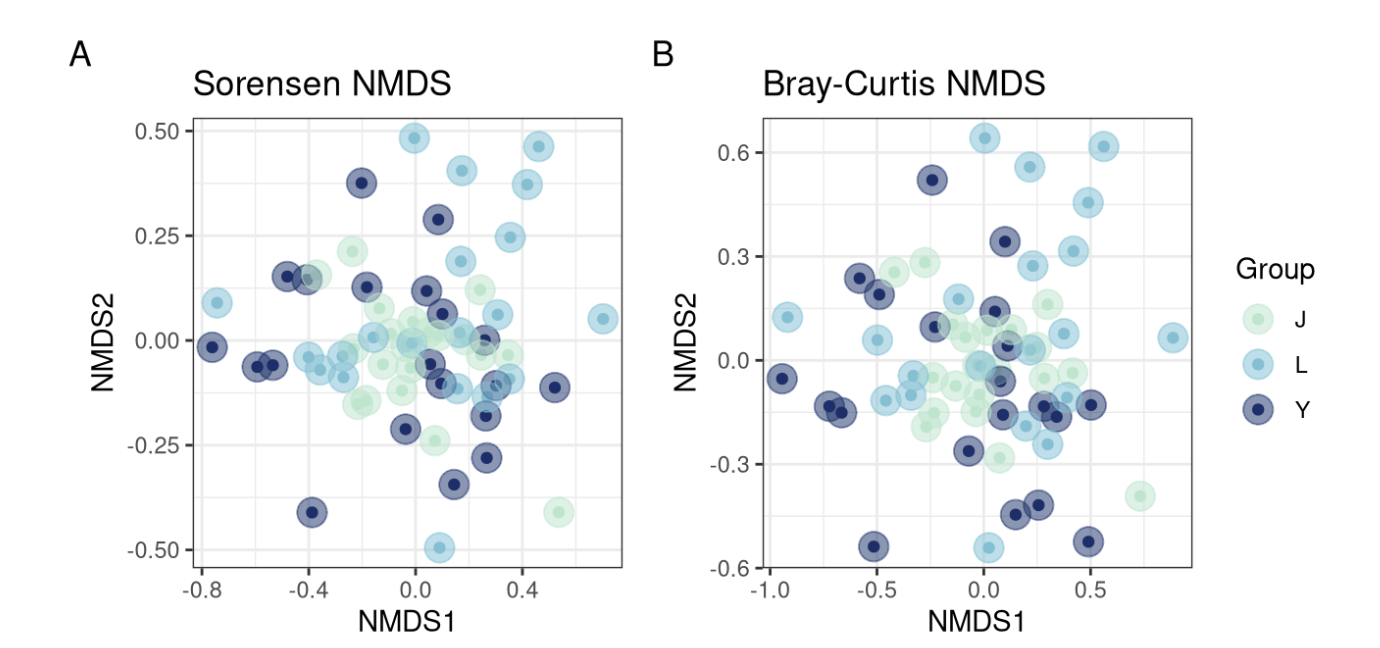 A
Sorensen NMDS
0.50
0.25
0.00
-0.25
-0.50
NMDS2
-0.8
-0.4
0.0
0.4
NMDS1
B
Bray-Curtis NMDS
0.6
0.3
0.0
-0.3
-0.6
NMDS2
-1.0
-0.5
0.0
0.5
NMDS1
Group
J
L
Y